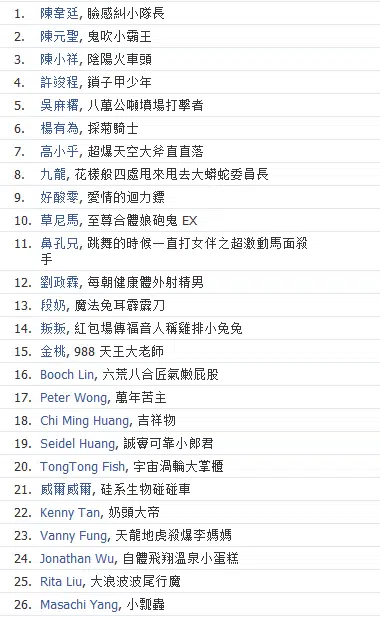 1. 陳韋廷, 臉感糾小隊長
2. 陳元聖, 鬼吹小霸王
3. 陳小祥, 陰陽火車頭
4. 許竣程, 鎖子甲少年
5. 吳麻糬, 八萬公噸墳場打擊者
6. 楊有為, 採菊騎士
7. 高小乎, 超爆天空大斧直直落
8. 九龍, 花樣般四處甩來甩去大蟒蛇委員長
9. 好酸零, 愛情的迴力鏢
10. 草尼馬, 至尊合體娘砲鬼 EX
11. 鼻孔兄, 跳舞的時候一直打女伴之超激動馬面殺
手
12. 劉政霖, 每朝健康體外射精男
13. 段奶, 魔法兔耳霹靂刀
14. 叛叛, 紅包場傳福音人稱雞排小兔兔
15. 金桃, 988 天王大老師
16. Booch Lin, 六荒八合匠氣嫩屁股
17. Peter Wong, 萬年苦主
18. Chi Ming Huang, 吉祥物
19. Seidel Huang, 誠實可靠小郎君
20. TongTong Fish, 宇宙渦輪大掌櫃
21. 威爾威爾, 硅系生物碰碰車
22. Kenny Tan, 奶頭大帝
23. Vanny Fung, 天龍地虎殺爆李媽媽
24. Jonathan Wu, 自體飛翔溫泉小蛋糕
25. Rita Liu, 大浪波波尾行魔
26. Masachi Yang, 小瓢蟲